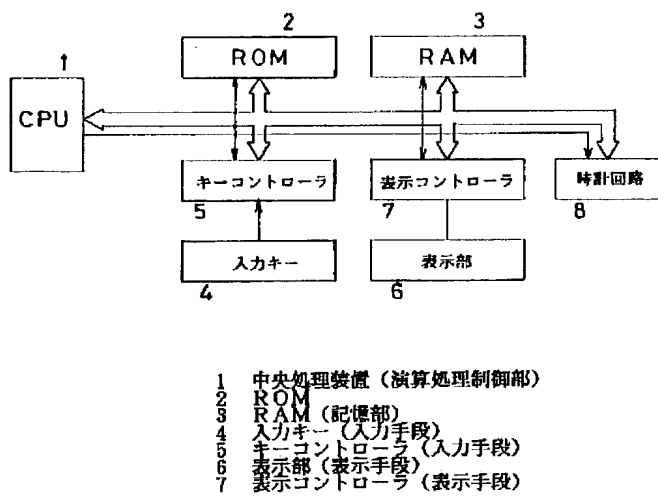 2
3
1
ROM
RAM
CPU
キーコントローラ
表示コントローラ
時計回路
5
7
8
入力キー
表示部
4
6
1 中央処理装置（演算処理制御部）
2 ROM
3 RAM（記憶部）
4 入力キー（入力手段）
5 キーコントローラ（入力手段）
6 表示部（表示手段）
7 表示コントローラ（表示手段）